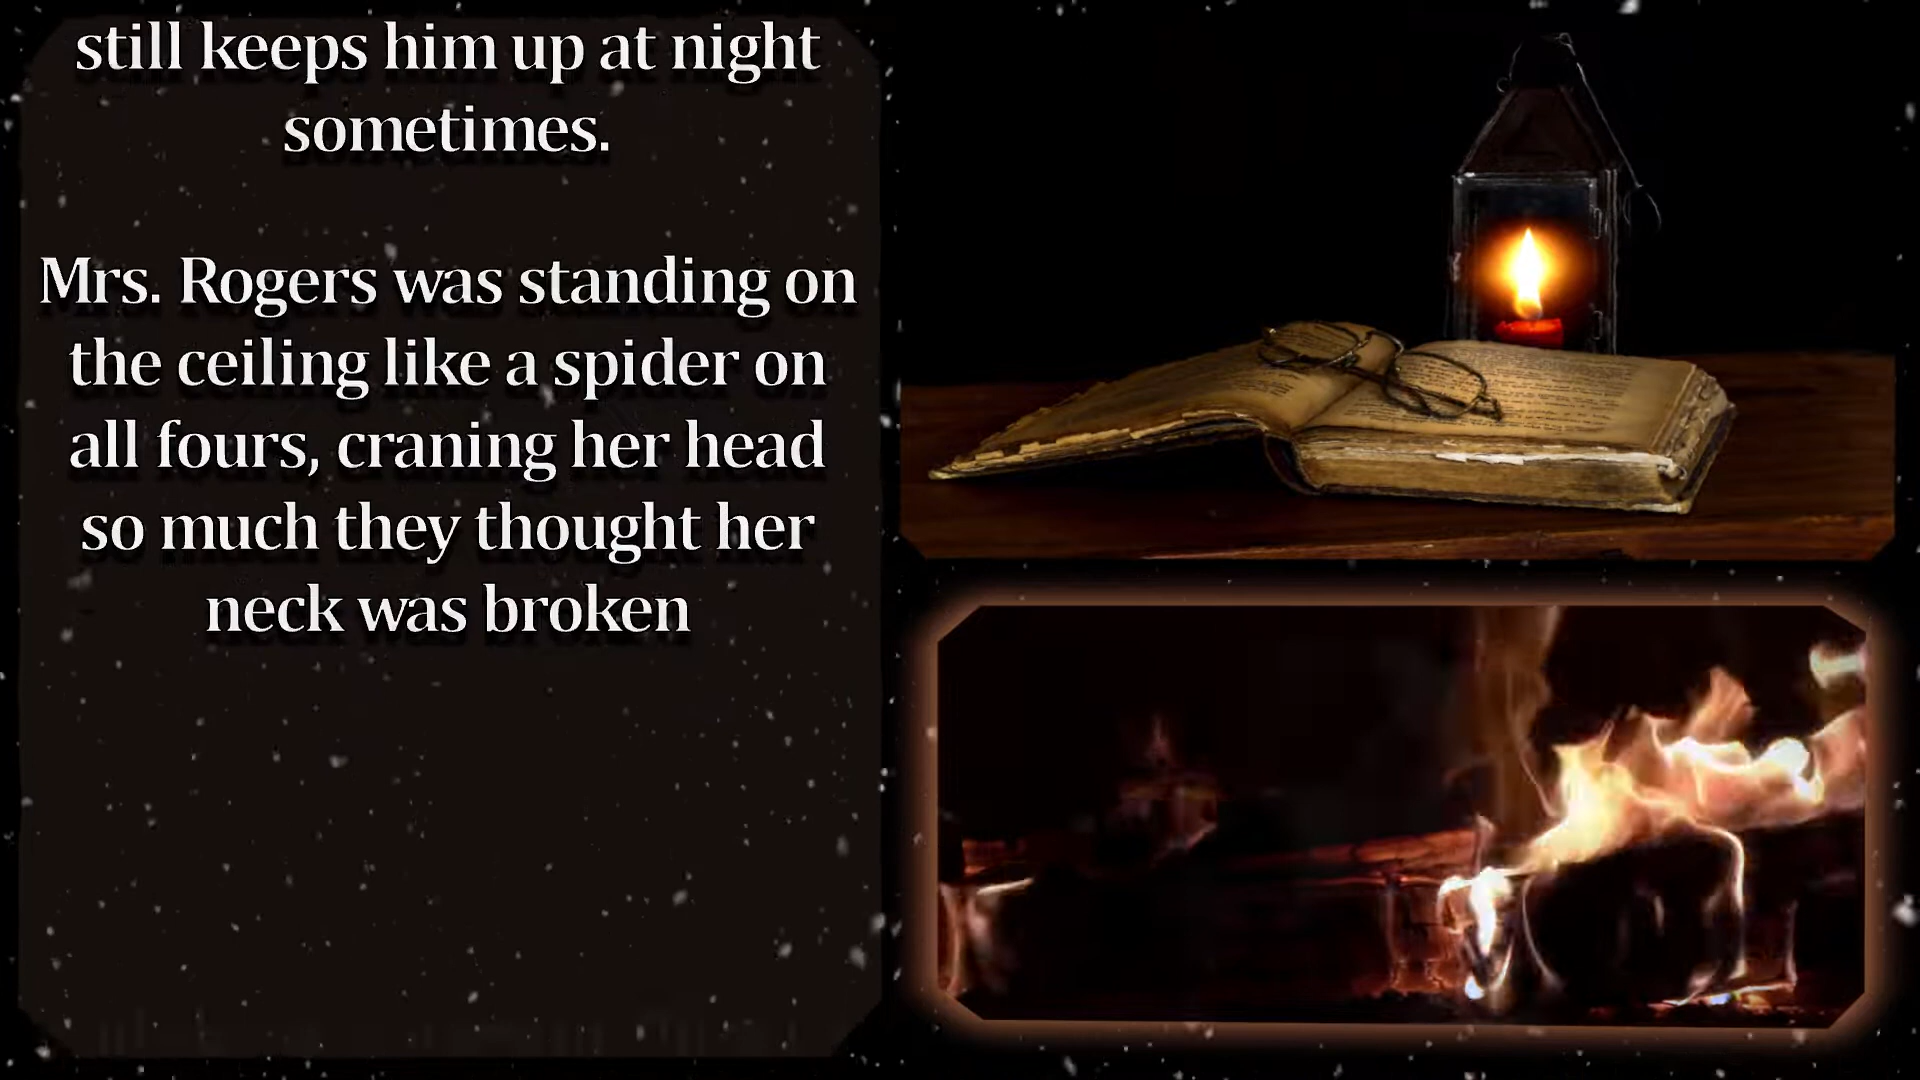 still keeps him up at night
sometimes.
Mrs. Rogers was standing on
the ceiling like a spider on
all fours, craning her head
so much they thought her
neck was broken